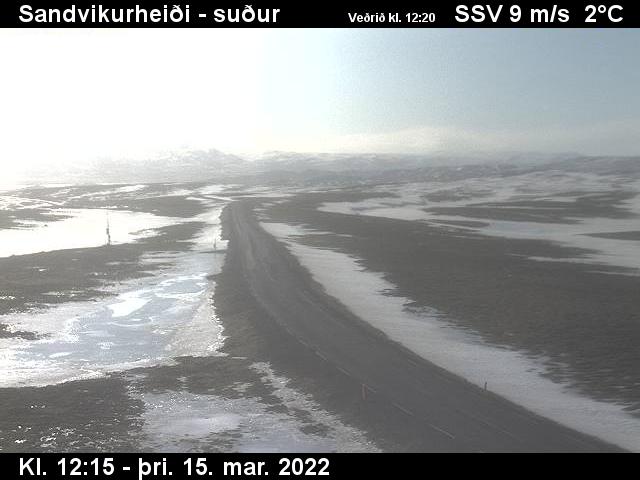 Sandvikurheiði - suður Veðrið kl. 12:20 SSV 9 m/s 2°C
Kl. 12:15 - þri. 15. mar. 2022